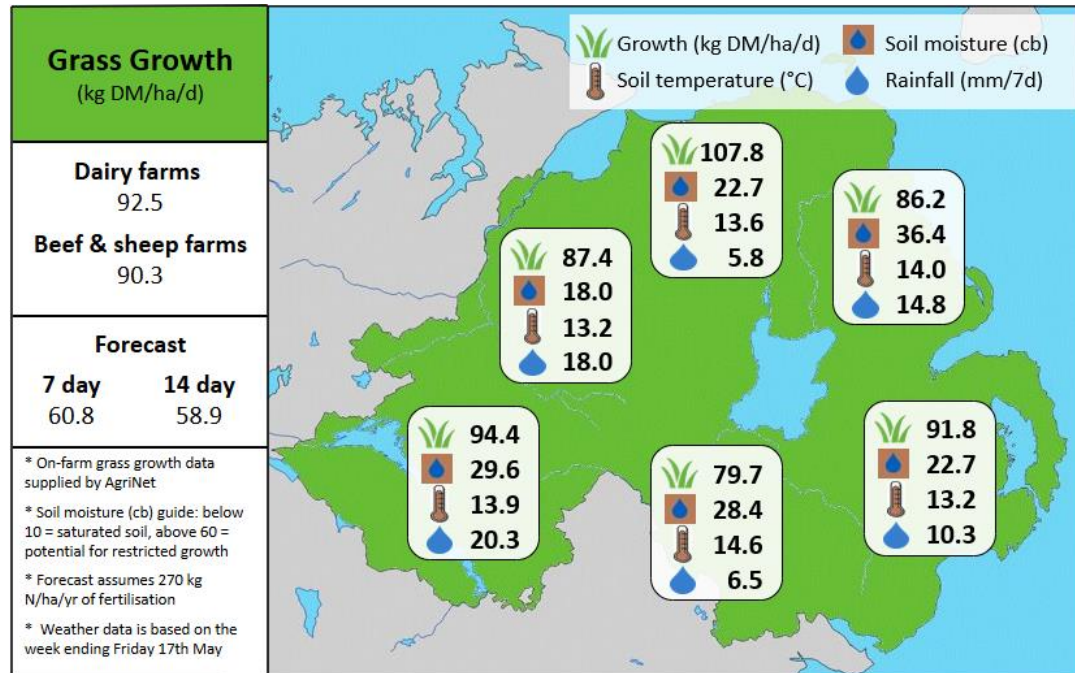 Grass Growth
(kg DM/ha/d)
Dairy farms
92.5
Beef & sheep farms
90.3
Forecast
7 day 14 day
60.8 58.9
* On-farm grass growth data
supplied by AgriNet
* Soil moisture (cb) guide: below
10 = saturated soil, above 60 =
potential for restricted growth
* Forecast assumes 270 kg
N/ha/yr of fertilisation
* Weather data is based on the
week ending Friday 17th May
Growth (kg DM/ha/d) Soil moisture (cb)
Soil temperature (°C) Rainfall (mm/7d)
107.8
22.7
13.6
5.8
86.2
36.4
14.0
14.8
87.4
18.0
13.2
18.0
94.4
29.6
13.9
20.3
79.7
28.4
14.6
6.5
91.8
22.7
13.2
10.3